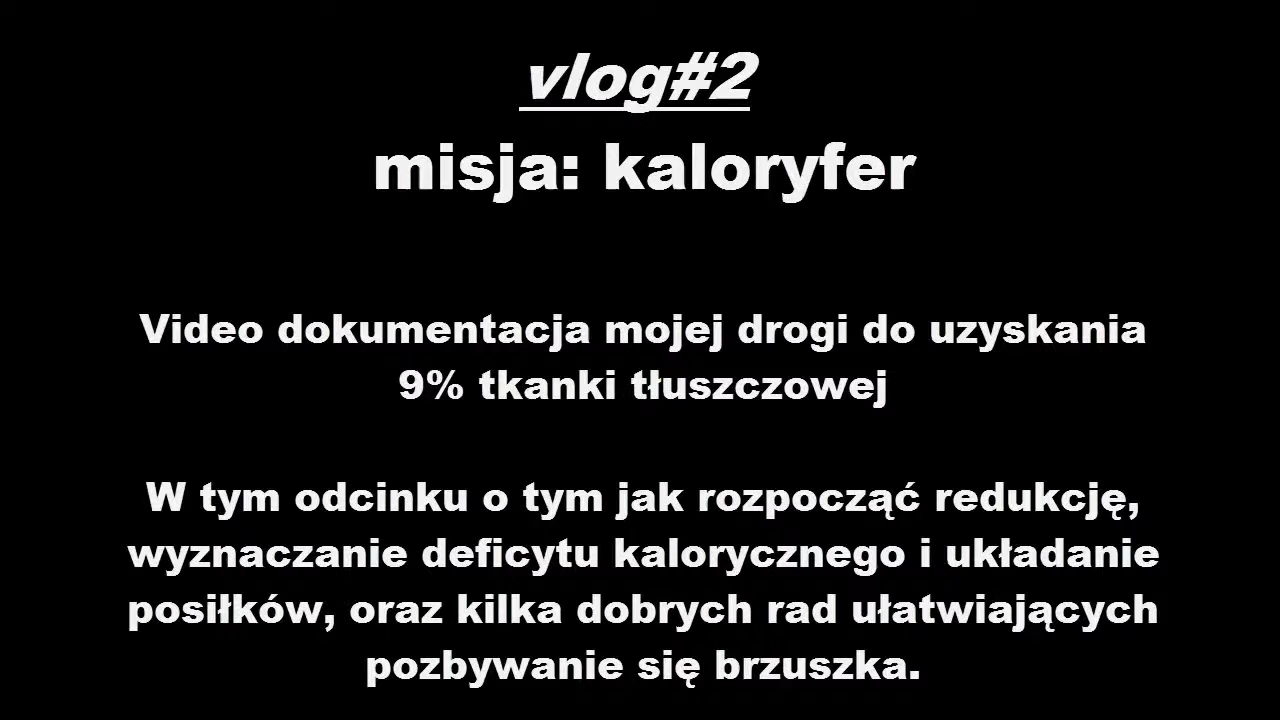 vlog#2
misja: kaloryfer
Video dokumentacja mojej drogi do uzyskania
9% tkanki tłuszczowej
W tym odcinku o tym jak rozpocząć redukcję,
wyznaczanie deficytu kalorycznego i układanie
posiłków, oraz kilka dobrych rad ułatwiających
pozbywanie się brzuszka.